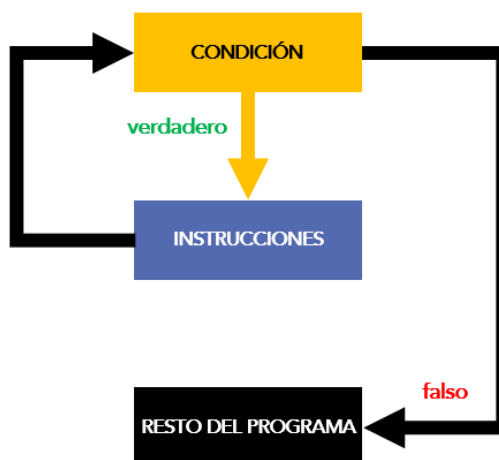 CONDICIÓN
verdadero
INSTRUCCIONES
falso
RESTO DEL PROGRAMA